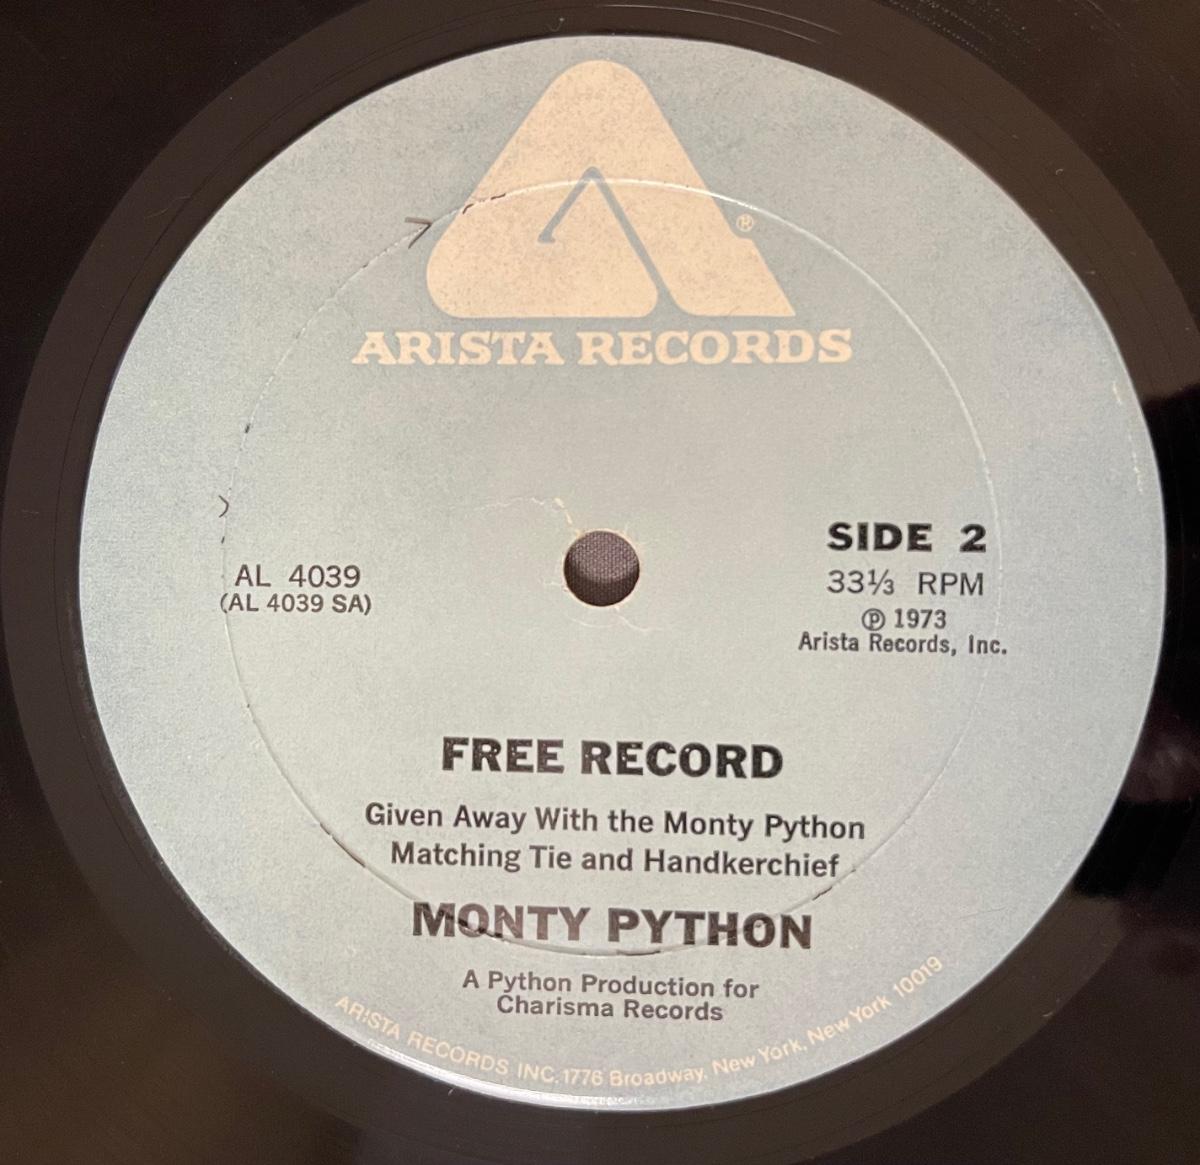 ®
ARISTA RECORDS
SIDE 2
33⅓ RPM
℗ 1973
Arista Records, Inc.
AL 4039
(AL 4039 SA)
FREE RECORD
Given Away With the Monty Python
Matching Tie and Handkerchief
MONTY PYTHON
A Python Production for
Charisma Records
ARISTA RECORDS INC. 1776 Broadway, New York, New York 10019